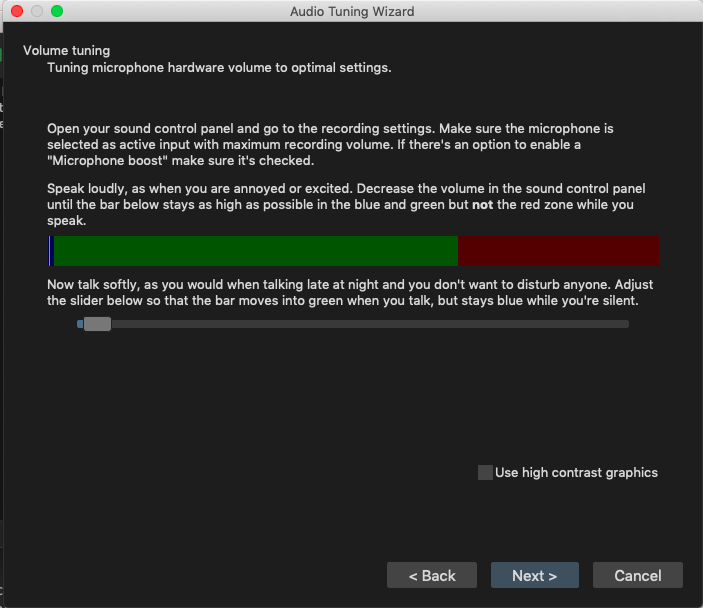 Audio Tuning Wizard
Volume tuning
Tuning microphone hardware volume to optimal settings.
Open your sound control panel and go to the recording settings. Make sure the microphone is
selected as active input with maximum recording volume. If there's an option to enable a
"Microphone boost" make sure it's checked.
Speak loudly, as when you are annoyed or excited. Decrease the volume in the sound control panel
until the bar below stays as high as possible in the blue and green but not the red zone while you
speak.
Now talk softly, as you would when talking late at night and you don't want to disturb anyone. Adjust
the slider below so that the bar moves into green when you talk, but stays blue while you're silent.
Use high contrast graphics
< Back
Next >
Cancel